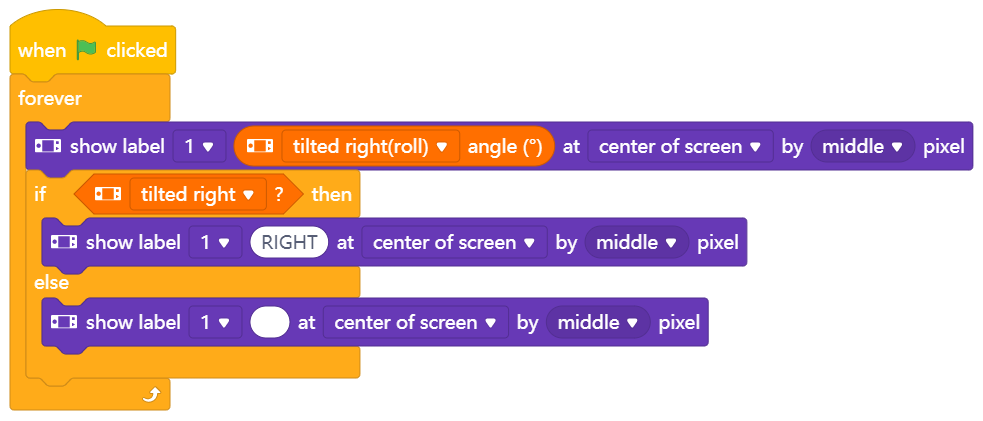 when clicked
forever
show label 1 tilted right(roll) angle (°) at center of screen by middle pixel
if tilted right ? then
show label 1 RIGHT at center of screen by middle pixel
else
show label 1 at center of screen by middle pixel